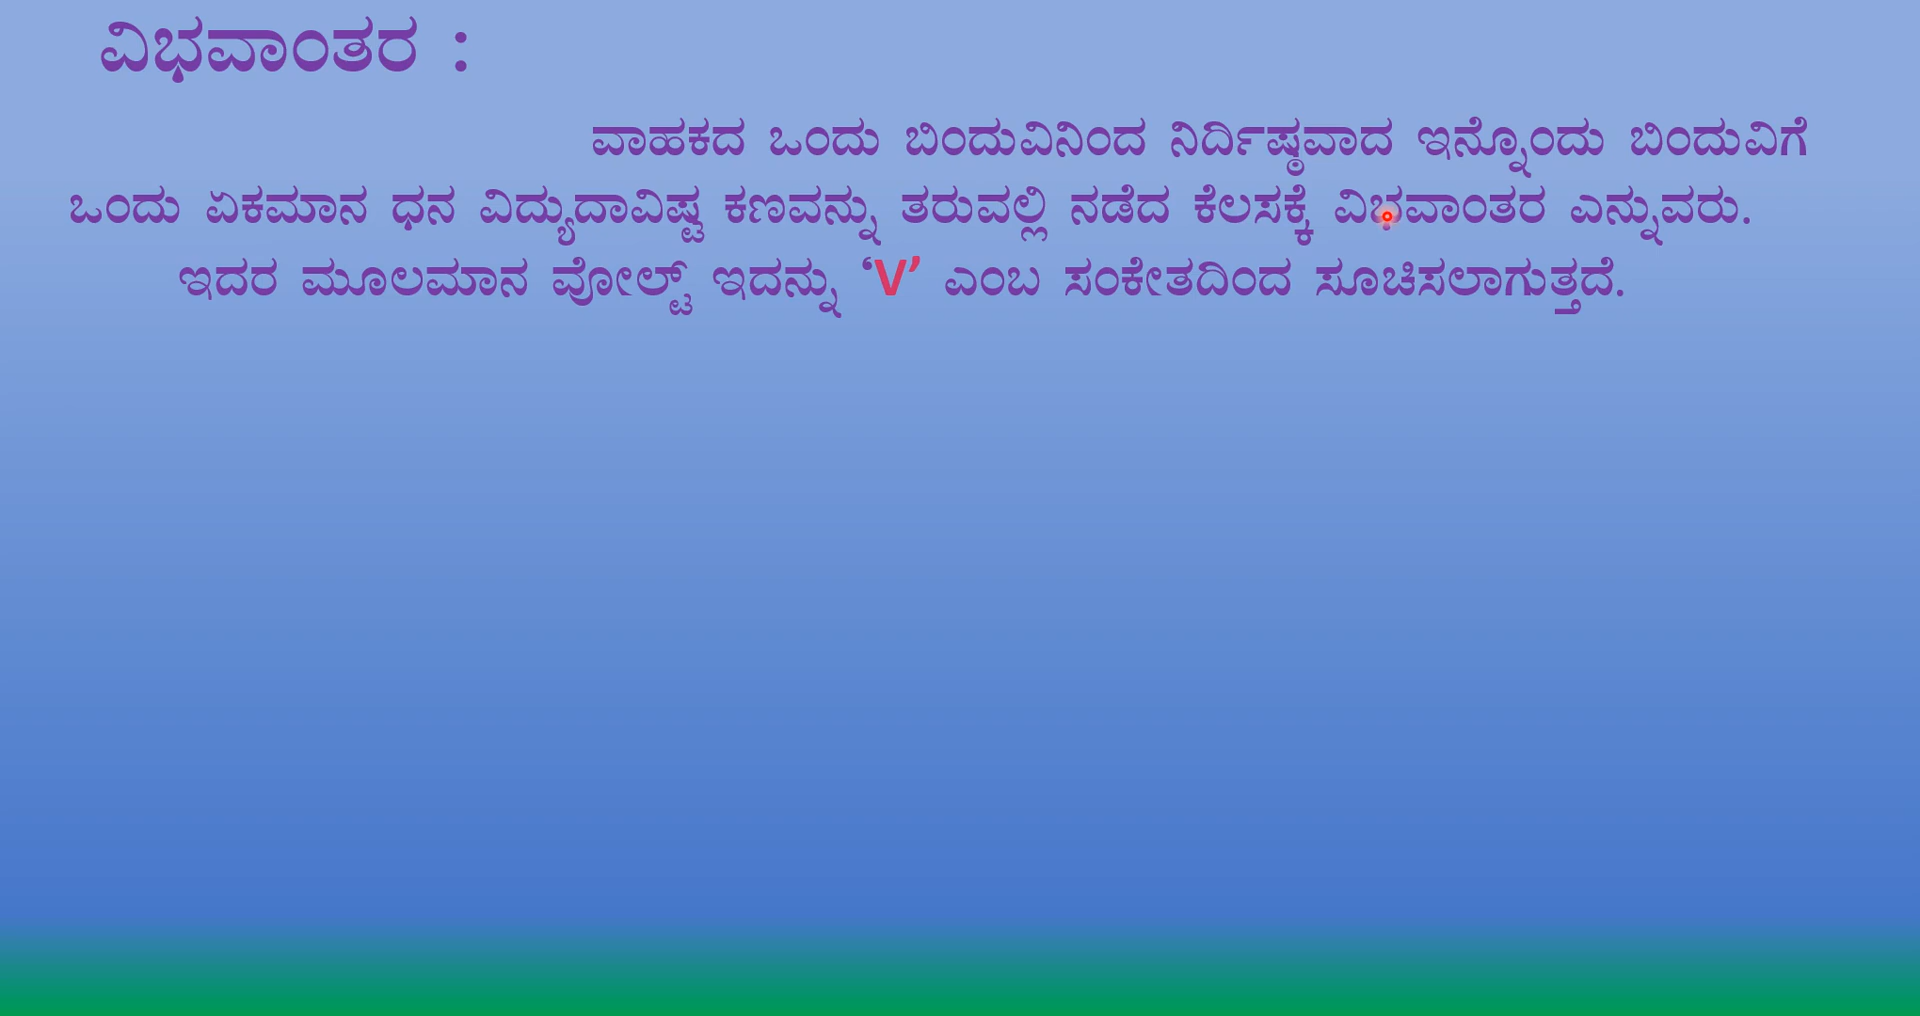 ವಿಭವಾಂತರ :
ವಾಹಕದ ಒಂದು ಬಿಂದುವಿನಿಂದ ನಿರ್ದಿಷ್ಠವಾದ ಇನ್ನೊಂದು ಬಿಂದುವಿಗೆ
ಒಂದು ಏಕಮಾನ ಧನ ವಿದ್ಯುದಾವಿಷ್ಟ ಕಣವನ್ನು ತರುವಲ್ಲಿ ನಡೆದ ಕೆಲಸಕ್ಕೆ ವಿಭವಾಂತರ ಎನ್ನುವರು.
ಇದರ ಮೂಲಮಾನ ವೋಲ್ಟ್ ಇದನ್ನು ‘V’ ಎಂಬ ಸಂಕೇತದಿಂದ ಸೂಚಿಸಲಾಗುತ್ತದೆ.